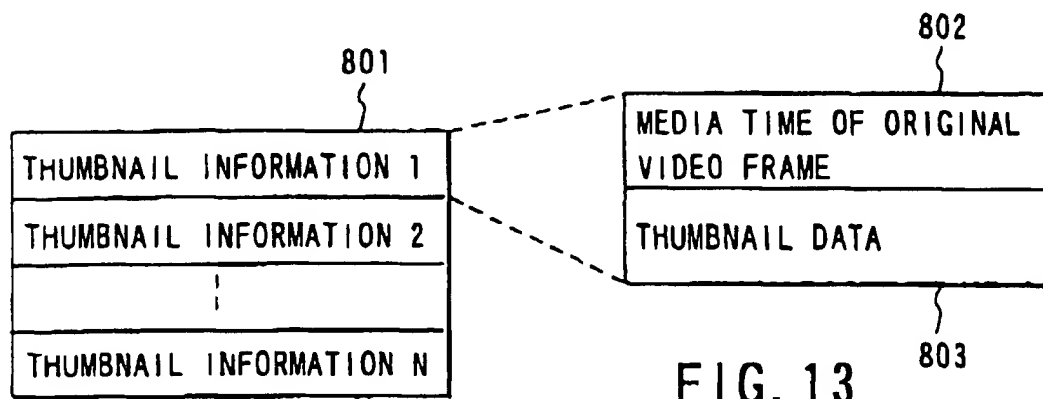 801
THUMBNAIL INFORMATION 1
THUMBNAIL INFORMATION 2
THUMBNAIL INFORMATION N
802
MEDIA TIME OF ORIGINAL
VIDEO FRAME
THUMBNAIL DATA
803
FIG. 13